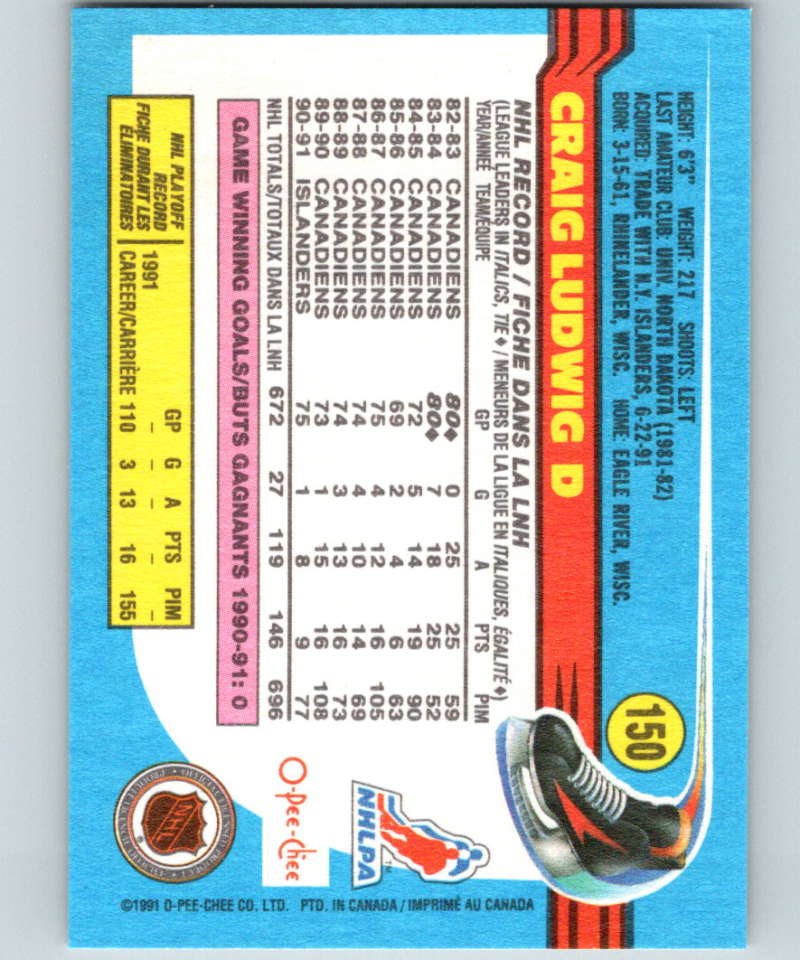 150
HEIGHT: 6'3" WEIGHT: 217 SHOOTS: LEFT
LAST AMATEUR CLUB: UNIV. NORTH DAKOTA (1981-82)
ACQUIRED: TRADE WITH N.Y. ISLANDERS, 6-22-91
BORN: 3-15-61, RHINELANDER, WISC. HOME: EAGLE RIVER, WISC.
CRAIG LUDWIG D
NHL RECORD / FICHE DANS LA LNH
(LEAGUE LEADERS IN ITALICS, TIE ♦ / MENEURS DE LA LIGUE EN ITALIQUES, ÉGALITÉ ♦)
YEAR/ANNÉE TEAM/ÉQUIPE GP G A PTS PIM
82-83 CANADIENS 80♦ 0 25 25 59
83-84 CANADIENS 80♦ 7 18 25 52
84-85 CANADIENS 72 5 14 19 90
85-86 CANADIENS 69 2 4 6 63
86-87 CANADIENS 75 4 12 16 105
87-88 CANADIENS 74 4 10 14 69
88-89 CANADIENS 74 3 13 16 73
89-90 CANADIENS 73 1 15 16 108
90-91 ISLANDERS 75 1 8 9 77
NHL TOTALS/TOTAUX DANS LA LNH 672 27 119 146 696
GAME WINNING GOALS/BUTS GAGNANTS 1990-91: 0
NHL PLAYOFF
RECORD
FICHE DURANT LES
ÉLIMINATOIRES
GP G A PTS PIM
1991 – – – – –
CAREER/CARRIÈRE 110 3 13 16 155
NHLPA
TM
O-Pee-Chee
NHL
®
©1991 O-PEE-CHEE CO. LTD. PTD. IN CANADA / IMPRIMÉ AU CANADA